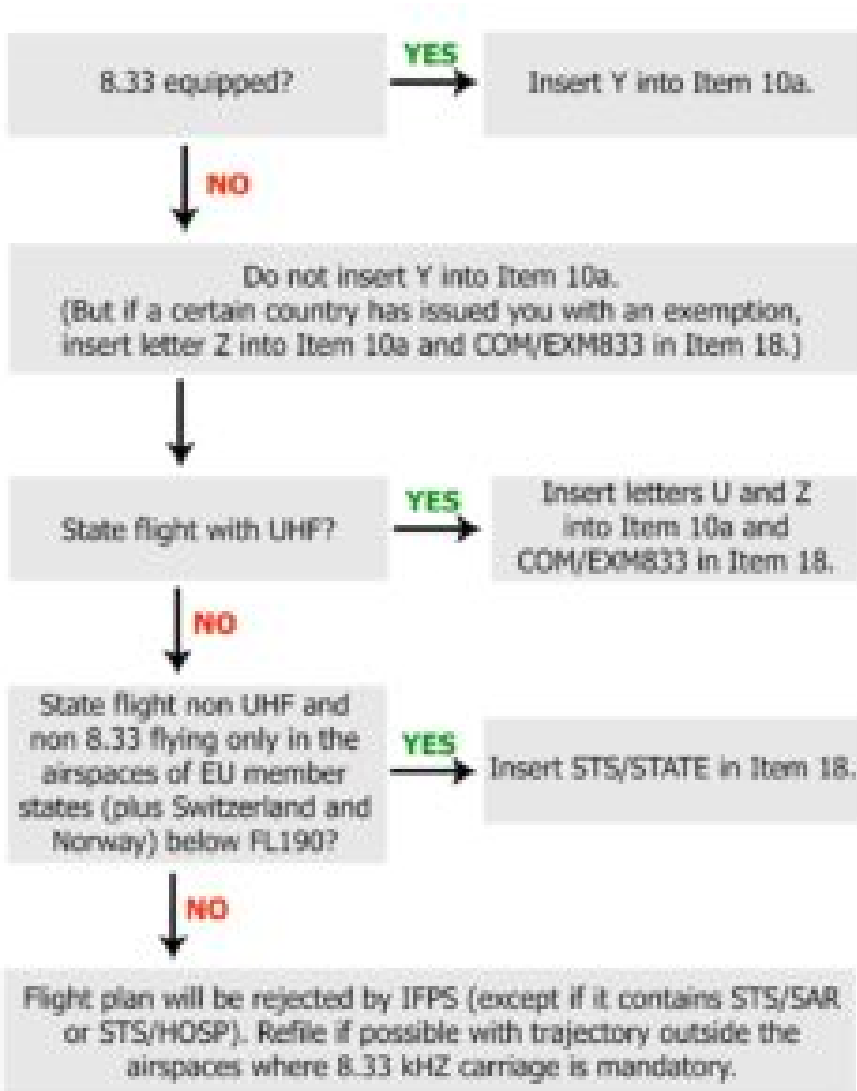 8.33 equipped?
YES
Insert Y into Item 10a.
NO
Do not insert Y into Item 10a.
(But if a certain country has issued you with an exemption,
insert letter Z into Item 10a and COM/EXM833 in Item 18.)
State flight with UHF?
YES
Insert letters U and Z
into Item 10a and
COM/EXM833 in Item 18.
NO
State flight non UHF and
non 8.33 flying only in the
airspaces of EU member
states (plus Switzerland and
Norway) below FL190?
YES
Insert STS/STATE in Item 18.
NO
Flight plan will be rejected by IFPS (except if it contains STS/SAR
or STS/HOSP). Refile if possible with trajectory outside the
airspaces where 8.33 kHZ carriage is mandatory.